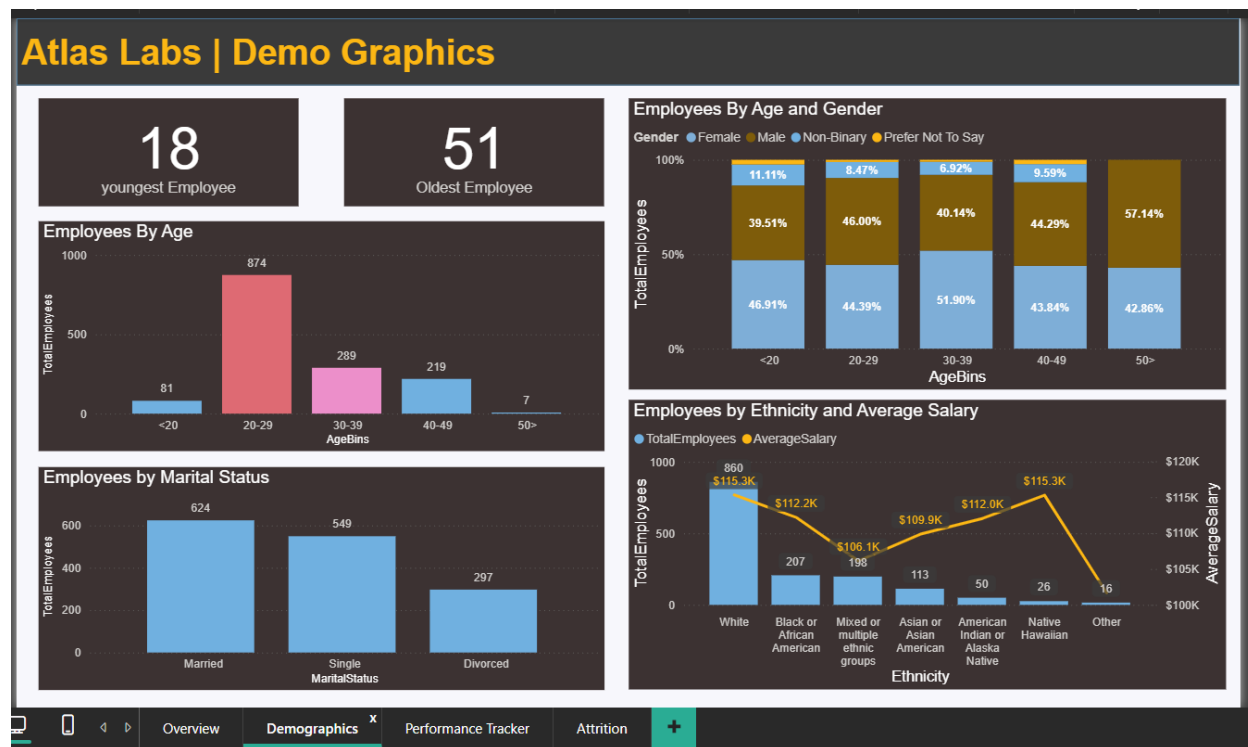 Atlas Labs | Demo Graphics
18
youngest Employee
51
Oldest Employee
Employees By Age
TotalEmployees
1000
500
0
81
874
289
219
7
<20
20-29
30-39
40-49
50>
AgeBins
Employees by Marital Status
TotalEmployees
600
400
200
0
624
549
297
Married
Single
Divorced
MaritalStatus
Employees By Age and Gender
Gender Female Male Non-Binary Prefer Not To Say
TotalEmployees
100%
50%
0%
11.11%
8.47%
6.92%
9.59%
39.51%
46.00%
40.14%
44.29%
57.14%
46.91%
44.39%
51.90%
43.84%
42.86%
<20
20-29
30-39
40-49
50>
AgeBins
Employees by Ethnicity and Average Salary
TotalEmployees AverageSalary
TotalEmployees
1000
500
0
860
207
198
113
50
26
16
$115.3K
$112.2K
$106.1K
$109.9K
$112.0K
$115.3K
$120K
$115K
$110K
$105K
$100K
AverageSalary
White
Black or
African
American
Mixed or
multiple
ethnic
groups
Asian or
Asian
American
American
Indian or
Alaska
Native
Native
Hawaiian
Other
Ethnicity
Overview
Demographics
X
Performance Tracker
Attrition
+